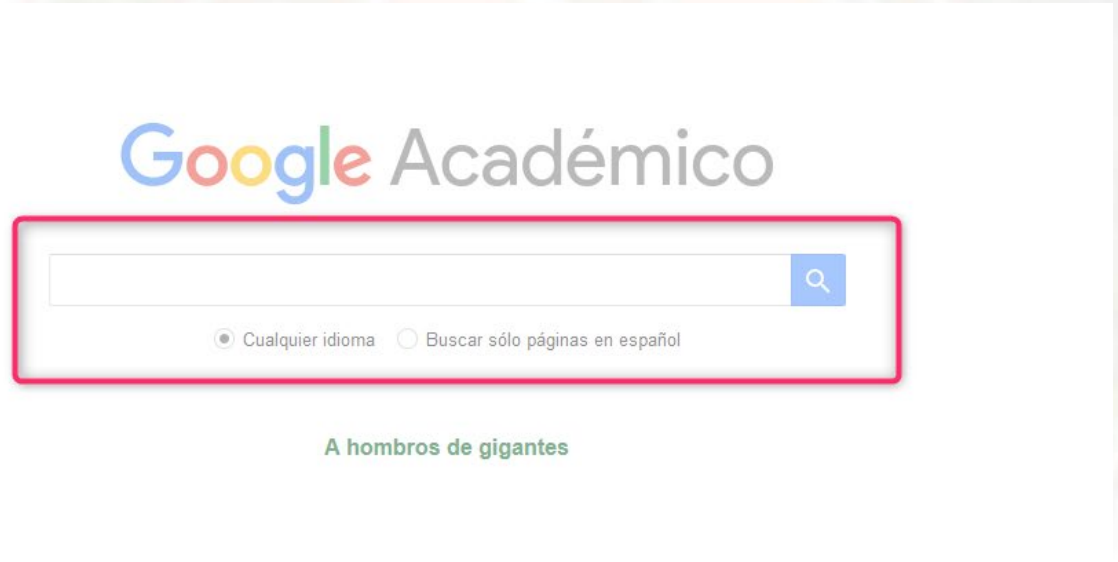 Google Académico
Cualquier idioma Buscar sólo páginas en español
A hombros de gigantes